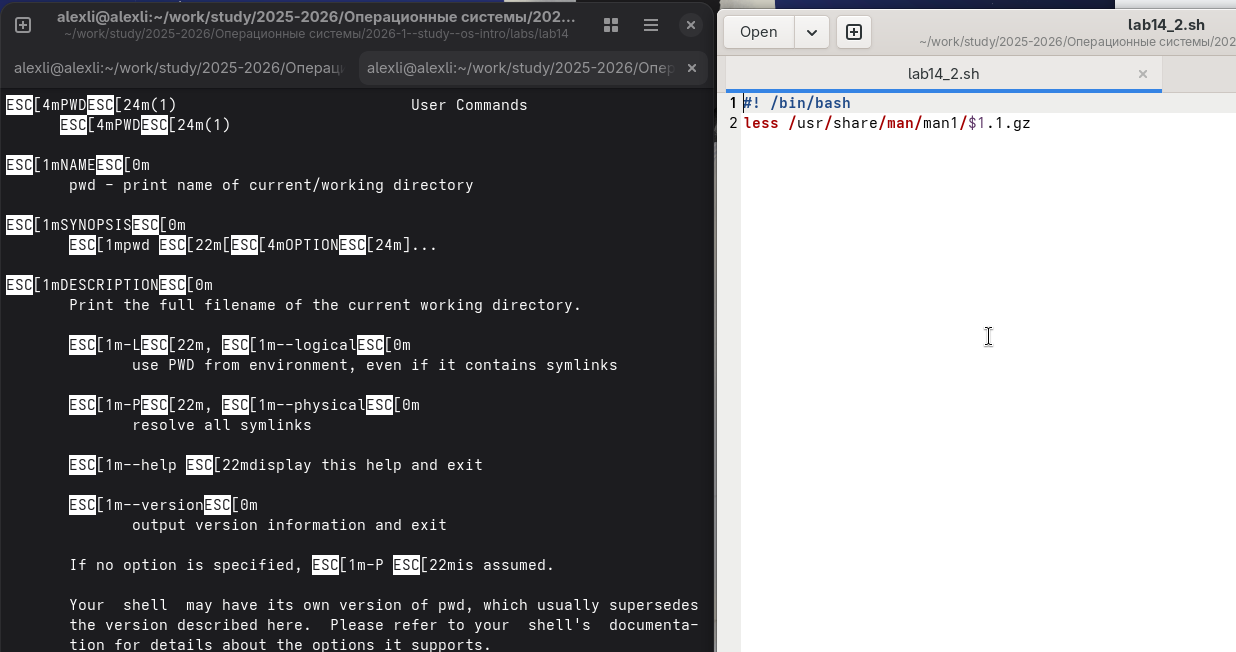 alexli@alexli:~/work/study/2025-2026/Операционные системы/202...
~/work/study/2025-2026/Операционные системы/2026-1--study--os-intro/labs/lab14
alexli@alexli:~/work/study/2025-2026/Операци
alexli@alexli:~/work/study/2025-2026/Опер
ESC[4mPWDESC[24m(1) User Commands
ESC[4mPWDESC[24m(1)
ESC[1mNAMEESC[0m
pwd - print name of current/working directory
ESC[1mSYNOPSISESC[0m
ESC[1mpwd ESC[22m[ESC[4mOPTIONESC[24m]...
ESC[1mDESCRIPTIONESC[0m
Print the full filename of the current working directory.
ESC[1m-LESC[22m, ESC[1m--logicalESC[0m
use PWD from environment, even if it contains symlinks
ESC[1m-PESC[22m, ESC[1m--physicalESC[0m
resolve all symlinks
ESC[1m--help ESC[22mdisplay this help and exit
ESC[1m--versionESC[0m
output version information and exit
If no option is specified, ESC[1m-P ESC[22mis assumed.
Your  shell  may have its own version of pwd, which usually supersedes
the version described here.  Please refer to your  shell's  documenta-
tion for details about the options it supports.
Open
lab14_2.sh
~/work/study/2025-2026/Операционные системы/202
lab14_2.sh
1 #! /bin/bash
2 less /usr/share/man/man1/$1.1.gz